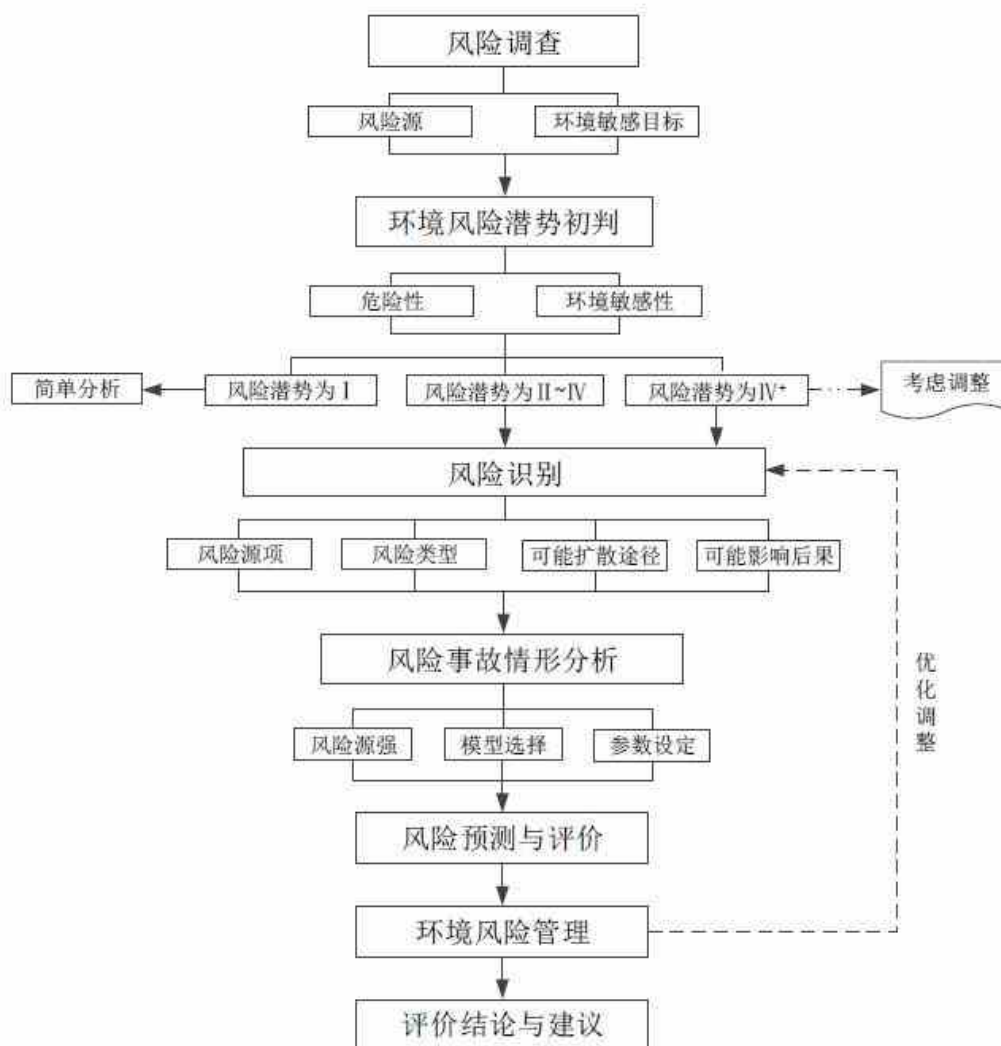 风险调查
风险源
环境敏感目标
环境风险潜势初判
危险性
环境敏感性
简单分析
风险潜势为Ⅰ
风险潜势为Ⅱ~Ⅳ
风险潜势为Ⅳ⁺
考虑调整
风险识别
风险源项
风险类型
可能扩散途径
可能影响后果
风险事故情形分析
优化调整
风险源强
模型选择
参数设定
风险预测与评价
环境风险管理
评价结论与建议